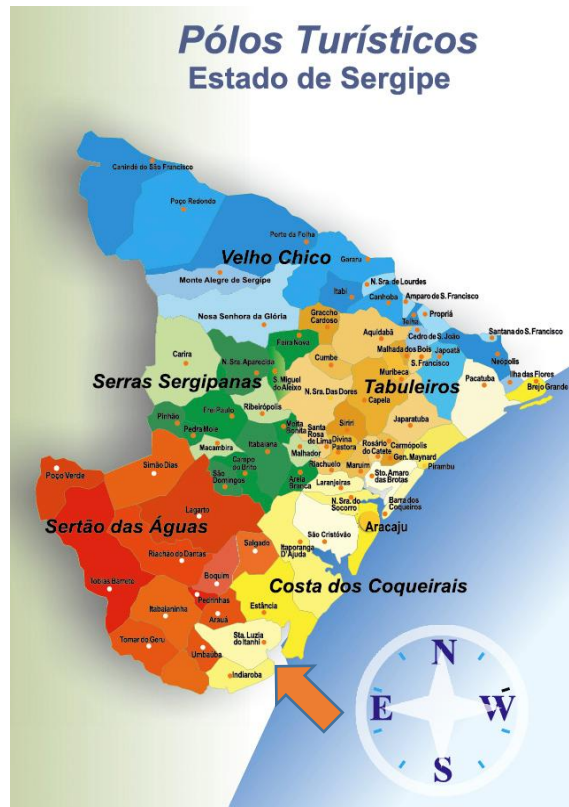 Pólos Turísticos
Estado de Sergipe
Canindé do São Francisco
Poço Redondo
Porto da Folha
Velho Chico
Gararu
Monte Alegre de Sergipe
N. Sra. de Lourdes
Itabi
Canhoba
Amparo de S. Francisco
Nosa Senhora da Glória
Graccho
Cardoso
Telha
Propriá
Feira Nova
Aquidabã
Cedro de S. João
Santana do S. Francisco
Carira
N. Sra. Aparecisa
Cumbe
Malhada dos Bois
Japoatã
Neópolis
S. Francisco
Serras Sergipanas
S. Miguel
do Aleixo
Muribeca
Tabuleiros
Pacatuba
Ilha das Flores
Brejo Grande
N. Sra. Das Dores
Capela
Frei Paulo
Ribeirópolis
Pinhão
Pedra Mole
Moita
Bonita
Santa
Rosa
de Lima
Siriri
Divina
Pastora
Japaratuba
Macambira
Itabaiana
Malhador
Rosário
do Catete
Carmópolis
Gen. Maynard
Pirambu
Poço Verde
Simão Dias
Campo
do Brito
São
Domingos
Areia
Branca
Riachuelo
Maruim
Laranjeiras
Sto. Amaro
das Brotas
Lagarto
N. Sra. do
Socorro
Barra dos
Coqueiros
Sertão das Águas
Aracaju
São Cristóvão
Riachão do Dantas
Salgado
Itaporanga
D'Ajuda
Boquim
Tobias Barreto
Pedrinhas
Costa dos Coqueirais
Itabaianinha
Arauá
Estância
Tomar do Geru
Umbaúba
Sta. Luzia
do Itanhi
Indiaroba
N
E
W
S